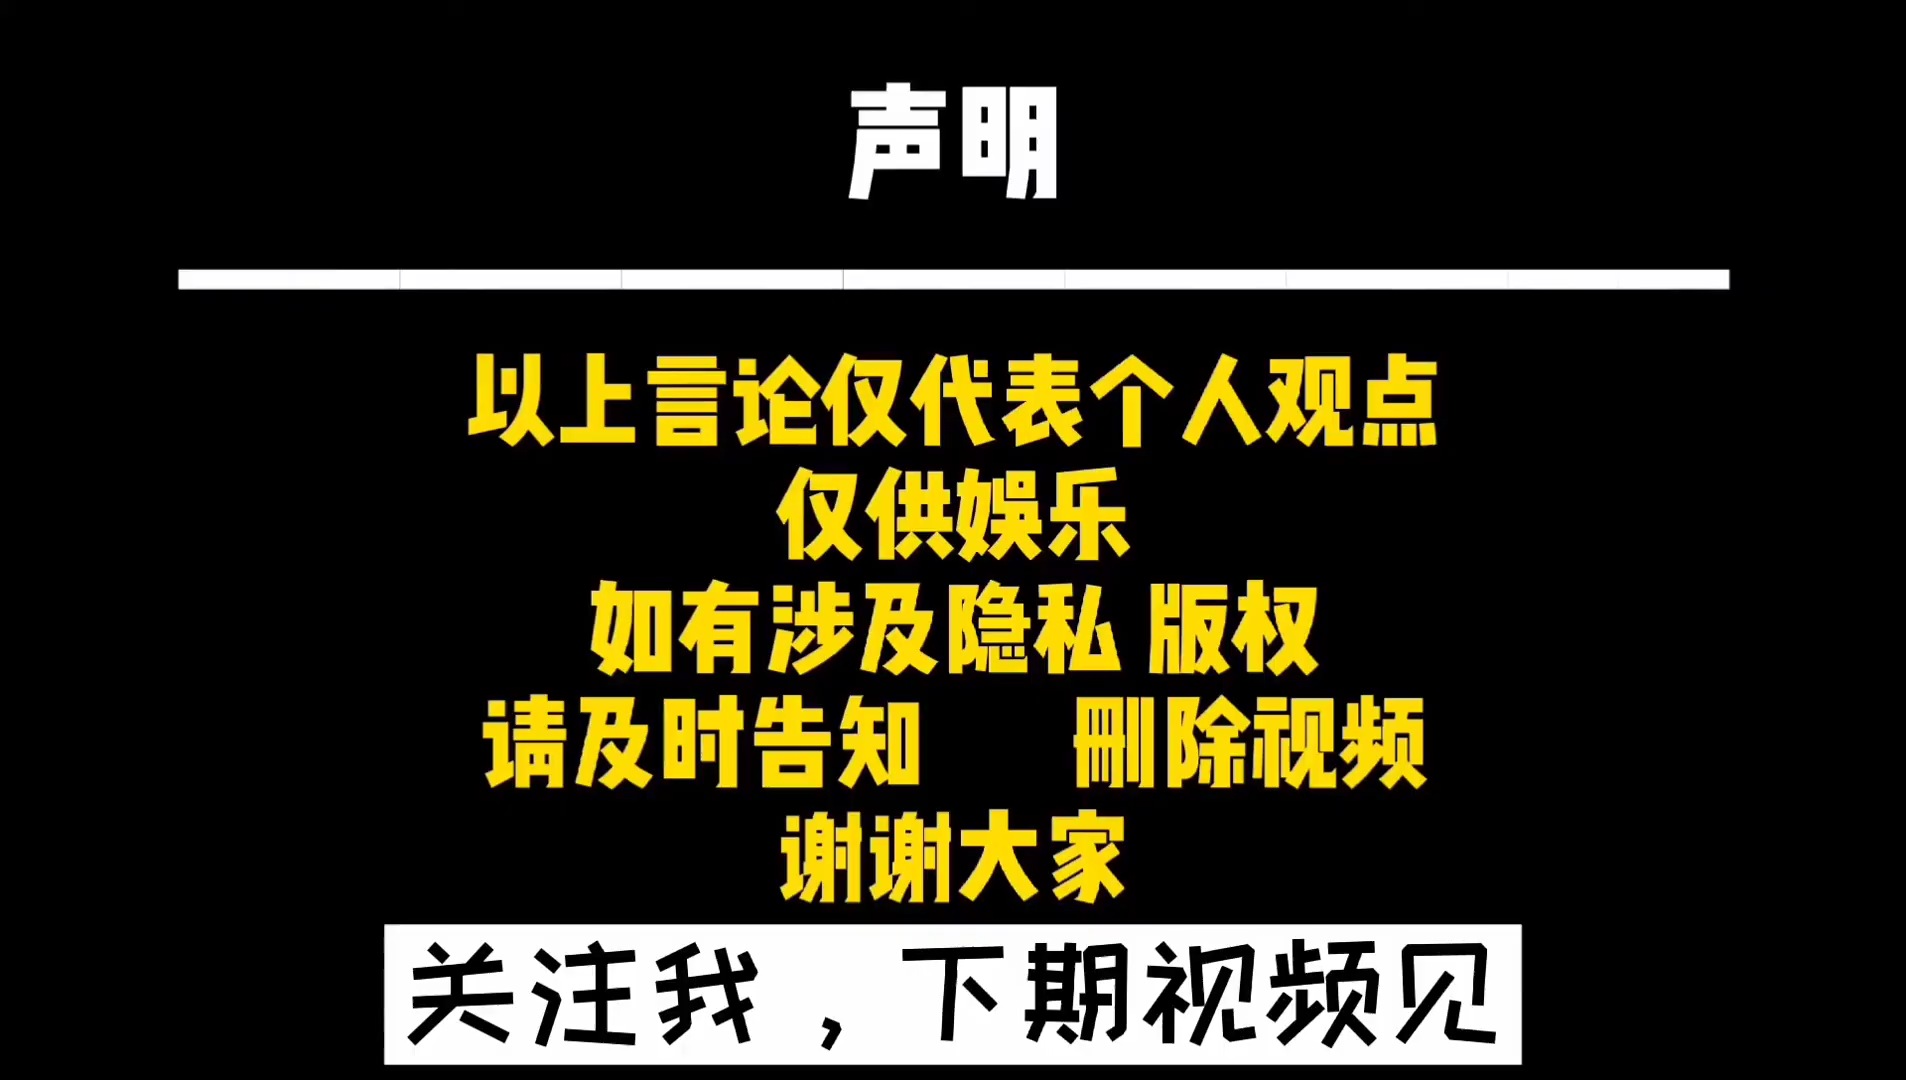 声明
以上言论仅代表个人观点
仅供娱乐
如有涉及隐私 版权
请及时告知 删除视频
谢谢大家
关注我，下期视频见